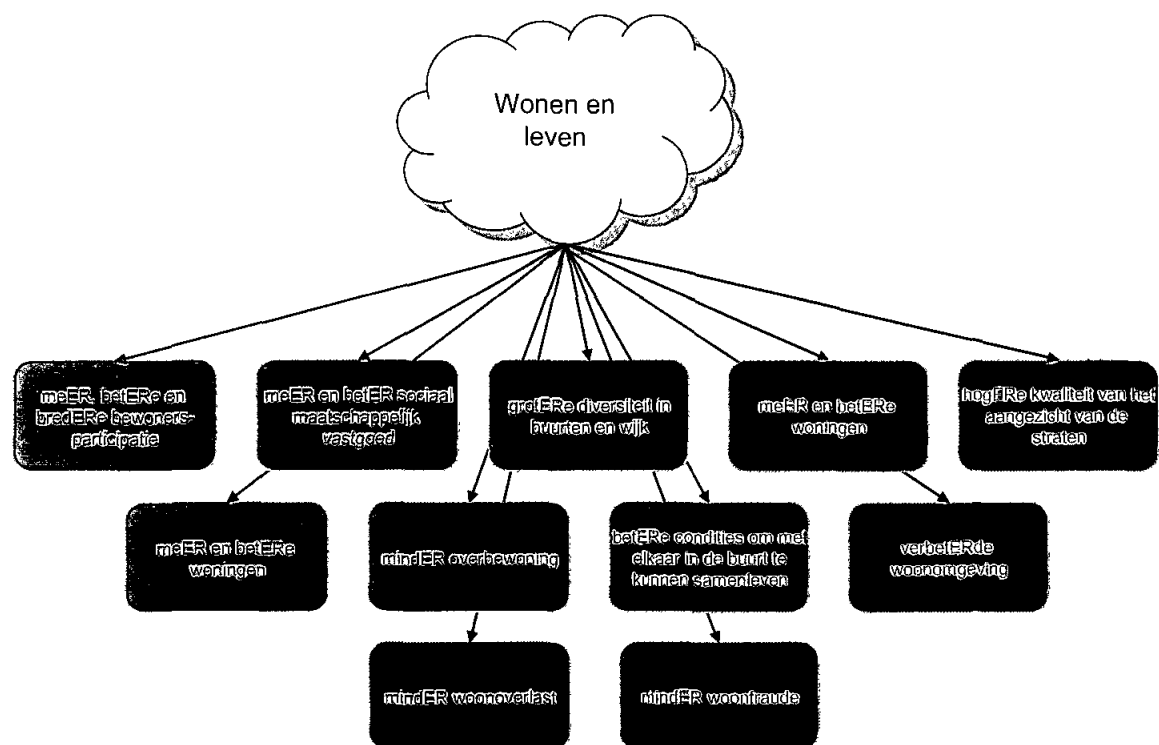 Wonen en
leven
meER, betERe en
bredERe bewoners-
participatie
meER en betER sociaal
maatschappelijk
vastgoed
grotERe diversiteit in
buurten en wijk
meER en betERe
woningen
hogERe kwaliteit van het
aangezicht van de
straten
meER en betERe
woningen
mindER overbewoning
betERe condities om met
elkaar in de buurt te
kunnen samenleven
verbetERde
woonomgeving
mindER woonoverlast
mindER woonfraude